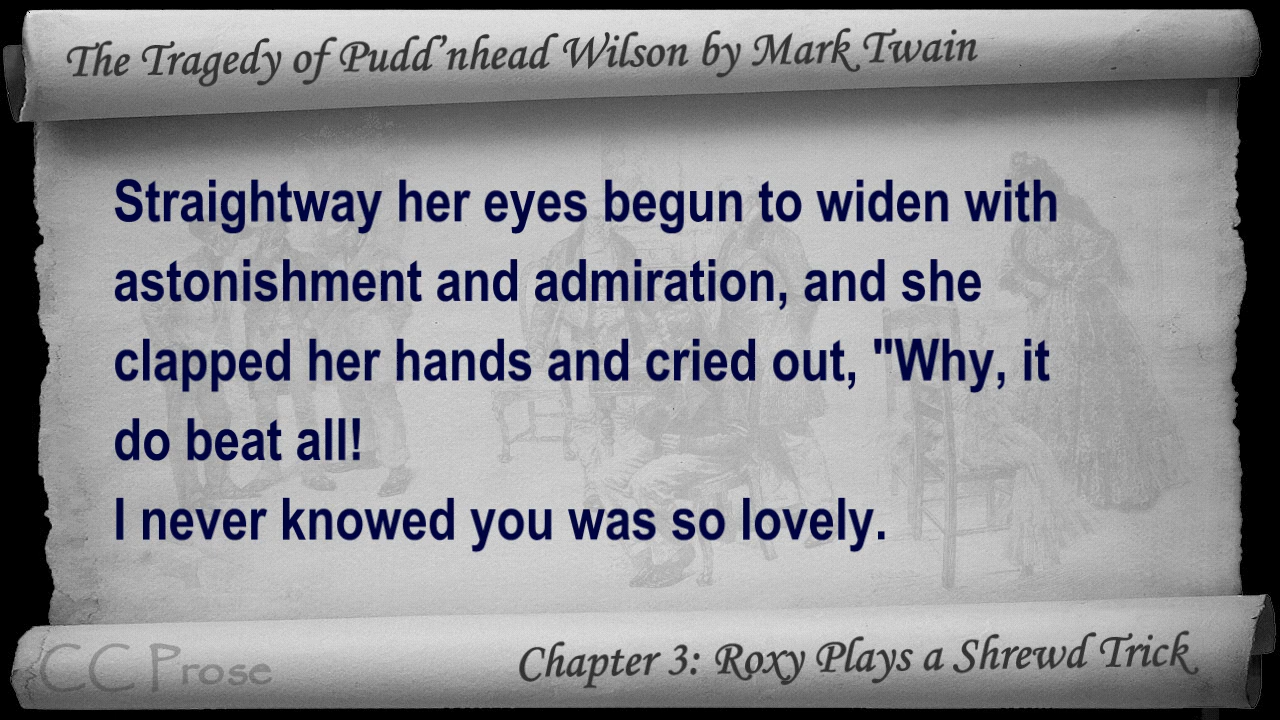 The Tragedy of Pudd'nhead Wilson by Mark Twain
Straightway her eyes begun to widen with
astonishment and admiration, and she
clapped her hands and cried out, "Why, it
do beat all!
I never knowed you was so lovely.
CC Prose
Chapter 3: Roxy Plays a Shrewd Trick